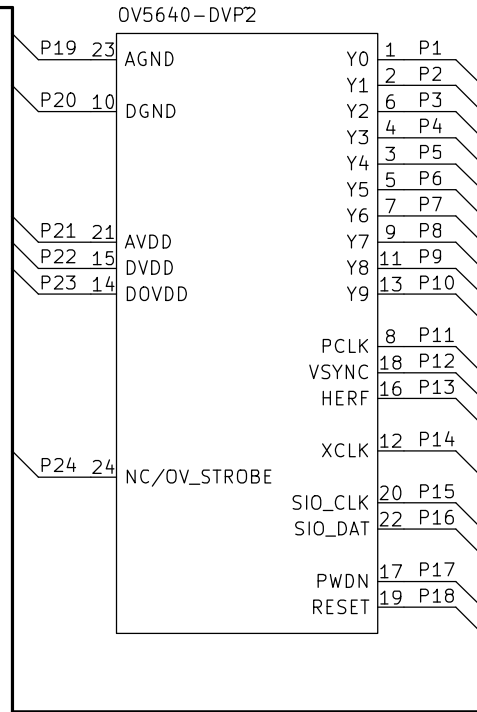 OV5640-DVP2
P19 23 AGND Y0 1 P1
Y1 2 P2
P20 10 DGND Y2 6 P3
Y3 4 P4
Y4 3 P5
Y5 5 P6
Y6 7 P7
P21 21 AVDD Y7 9 P8
P22 15 DVDD Y8 11 P9
P23 14 DOVDD Y9 13 P10
PCLK 8 P11
VSYNC 18 P12
HERF 16 P13
XCLK 12 P14
P24 24 NC/OV_STROBE
SIO_CLK 20 P15
SIO_DAT 22 P16
PWDN 17 P17
RESET 19 P18